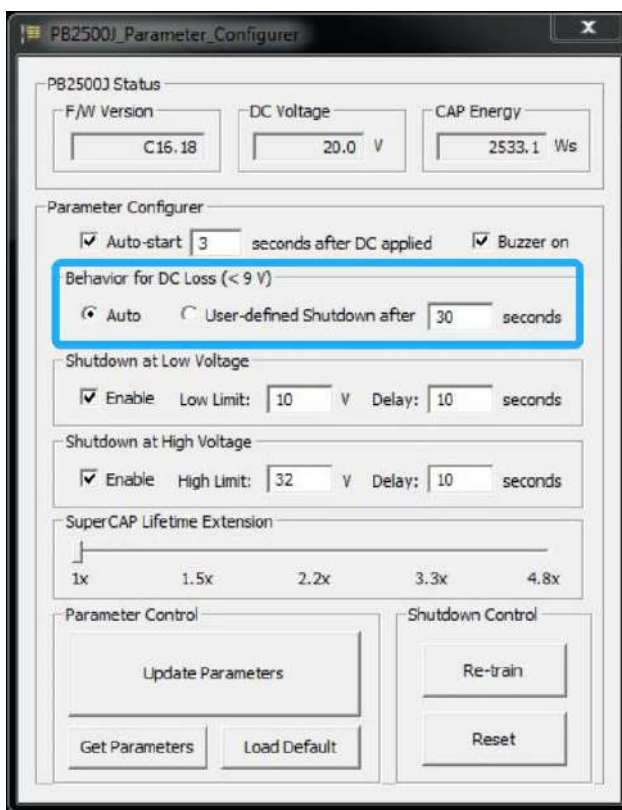 PB2500J_Parameter_Configurer
x
PB2500J Status
F/W Version DC Voltage CAP Energy
C16.18 20.0 V 2533.1 Ws
Parameter Configurer
Auto-start 3 seconds after DC applied Buzzer on
Behavior for DC Loss (< 9 V)
Auto User-defined Shutdown after 30 seconds
Shutdown at Low Voltage
Enable Low Limit: 10 V Delay: 10 seconds
Shutdown at High Voltage
Enable High Limit: 32 V Delay: 10 seconds
SuperCAP Lifetime Extension
1x 1.5x 2.2x 3.3x 4.8x
Parameter Control Shutdown Control
Update Parameters Re-train
Get Parameters Load Default Reset